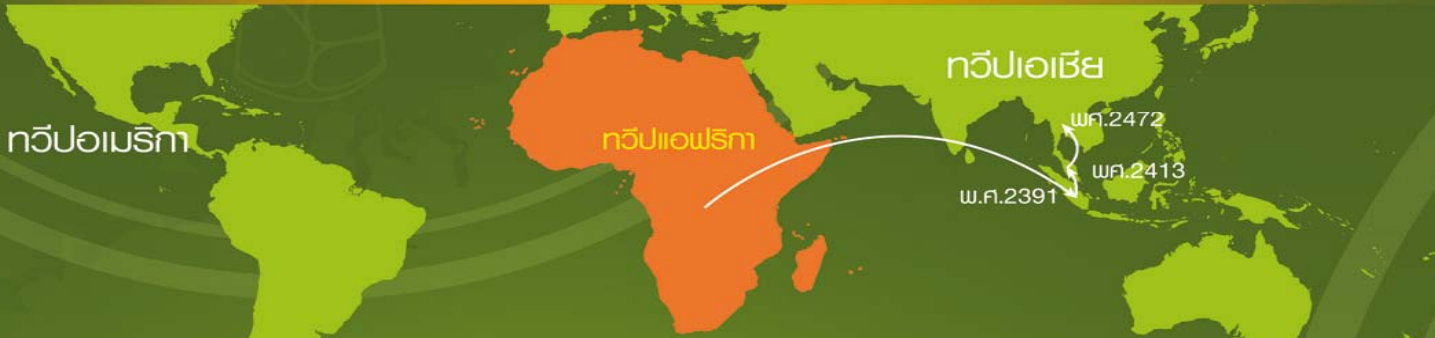 ทวีปเอเชีย
พศ.2472
ทวีปอเมริกา
ทวีปแอฟริกา
พศ.2413
พ.ศ.2391